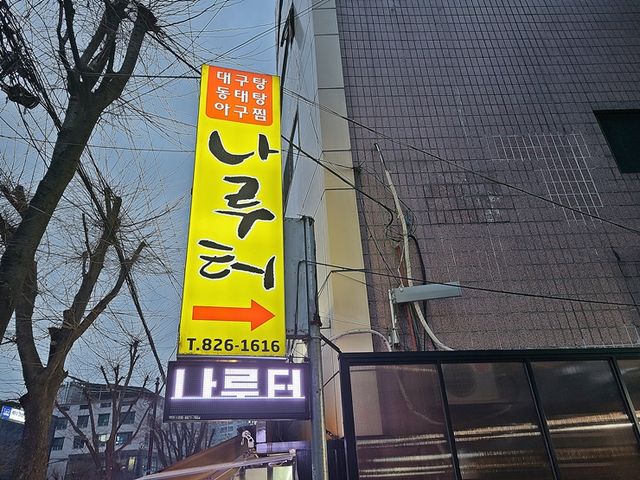 대구탕
동태탕
아구찜
나루터
T.826-1616
나루터